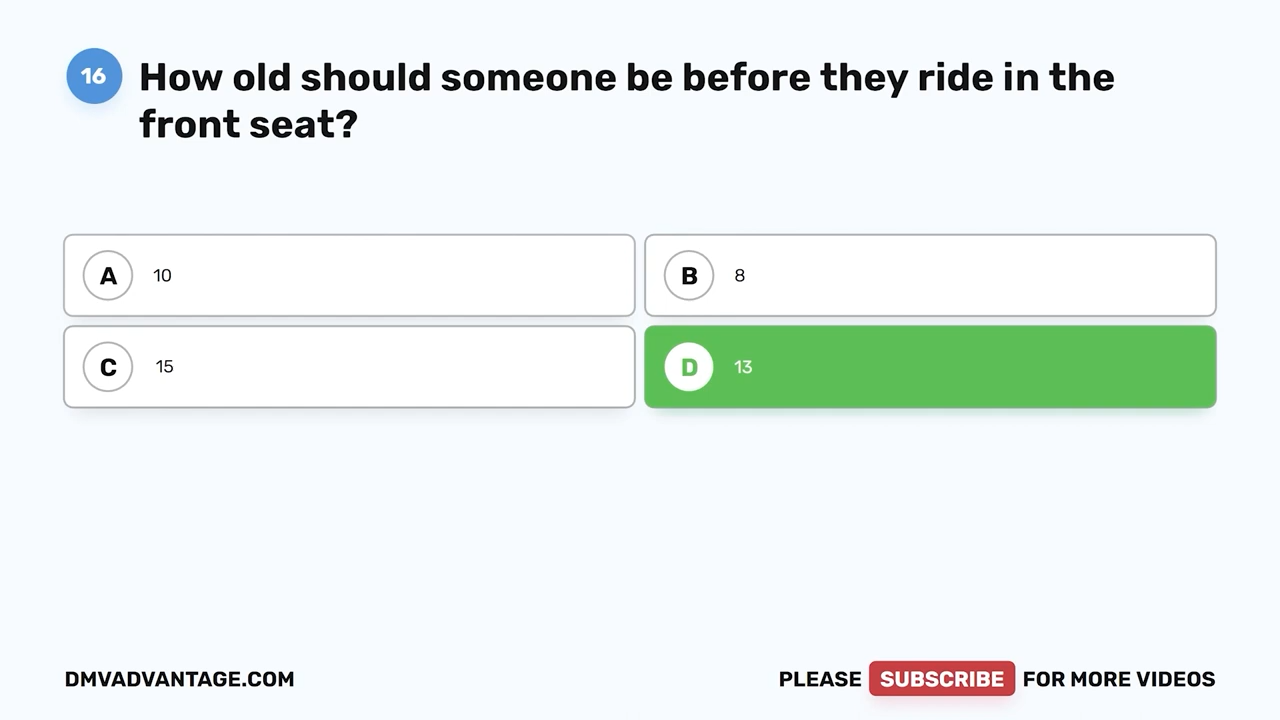 16
How old should someone be before they ride in the
front seat?
A 10
B 8
C 15
D 13
DMVADVANTAGE.COM
PLEASE SUBSCRIBE FOR MORE VIDEOS